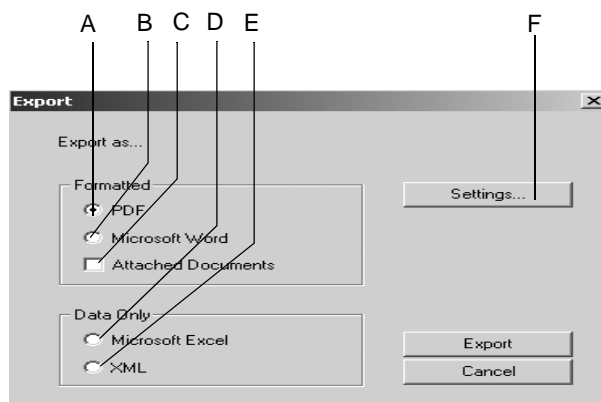 A B C D E F
Export
Export as...
Formatted
PDF
Settings...
Microsoft Word
Attached Documents
Data Only
Microsoft Excel
Export
XML
Cancel